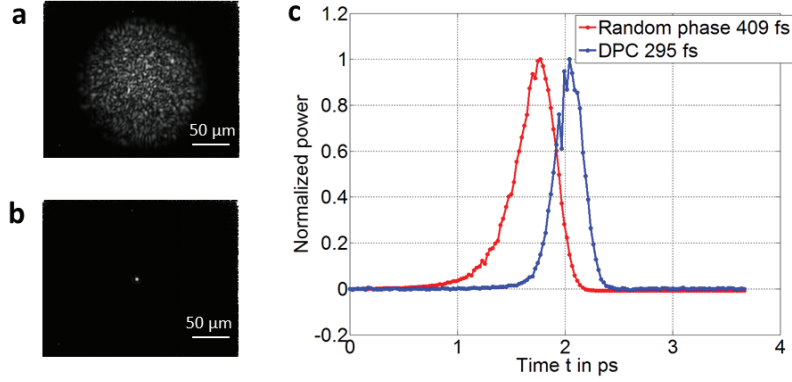 a
50 μm
b
50 μm
c
Random phase 409 fs
DPC 295 fs
Normalized power
1.2
1
0.8
0.6
0.4
0.2
0
-0.2
0
1
2
3
4
Time t in ps